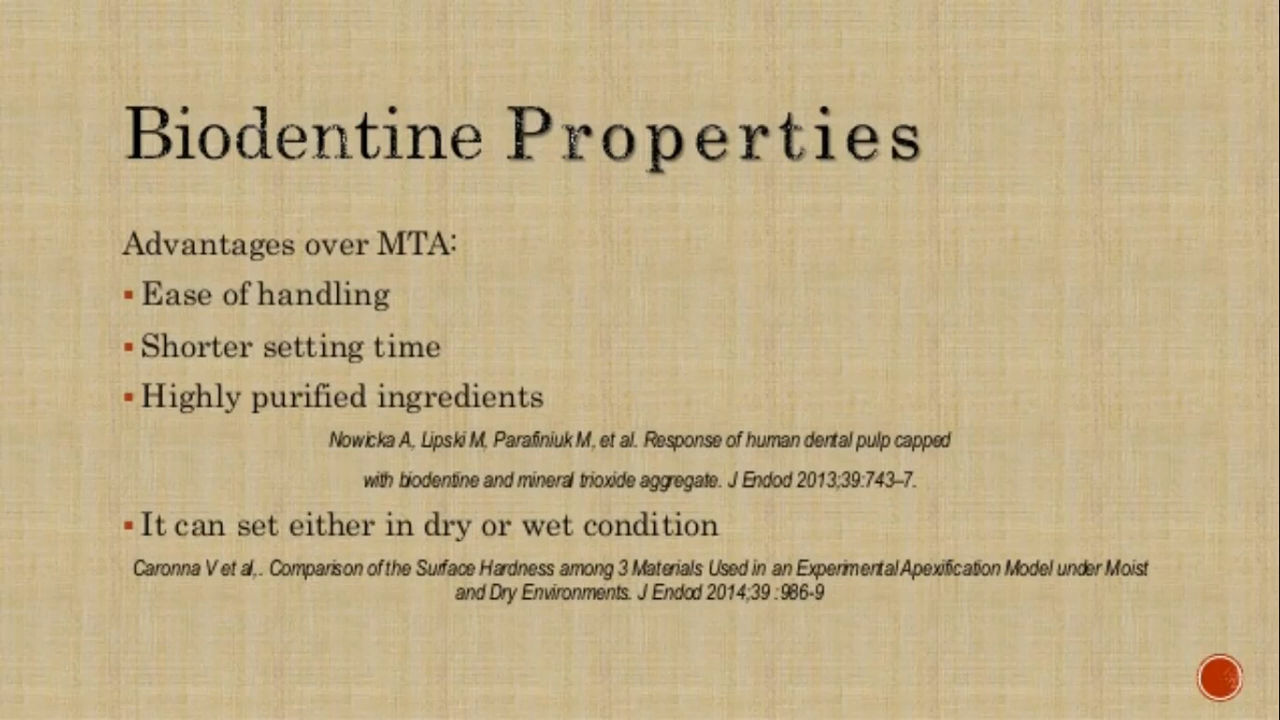 Biodentine Properties
Advantages over MTA:
▪ Ease of handling
▪ Shorter setting time
▪ Highly purified ingredients
Nowicka A, Lipski M, Parafiniuk M, et al. Response of human dental pulp capped
with biodentine and mineral trioxide aggregate. J Endod 2013;39:743–7.
▪ It can set either in dry or wet condition
Caronna V et al,. Comparison of the Surface Hardness among 3 Materials Used in an Experimental Apexification Model under Moist
and Dry Environments. J Endod 2014;39 :986-9